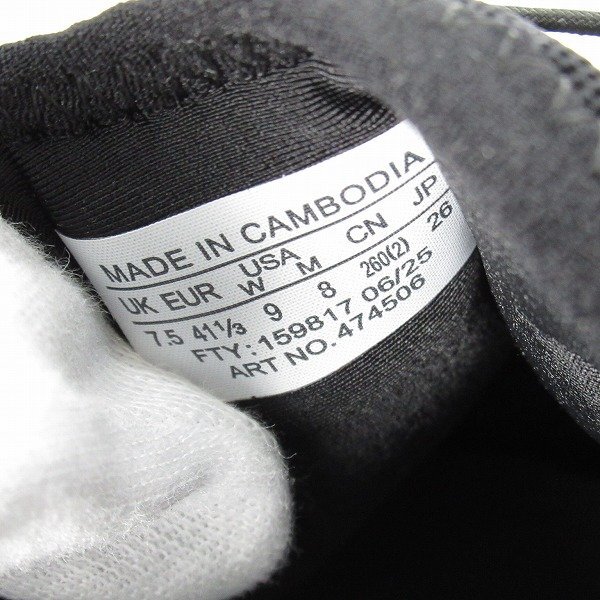 MADE IN CAMBODIA
USA
UK EUR W M CN JP
7.5 41⅓ 9 8 260(2) 26
FTY:159817 06/25
ART NO.474506